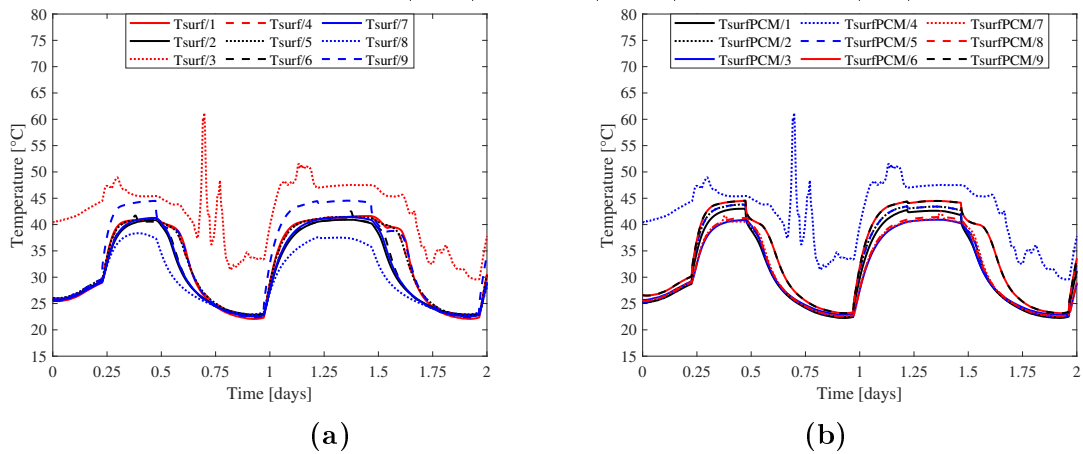 80
75
70
65
60
55
50
45
40
35
30
25
20
15
Temperature [°C]
Tsurf/1 Tsurf/4 Tsurf/7
Tsurf/2 Tsurf/5 Tsurf/8
Tsurf/3 Tsurf/6 Tsurf/9
0 0.25 0.5 0.75 1 1.25 1.5 1.75 2
Time [days]
(a)
80
75
70
65
60
55
50
45
40
35
30
25
20
15
Temperature [°C]
TsurfPCM/1 TsurfPCM/4 TsurfPCM/7
TsurfPCM/2 TsurfPCM/5 TsurfPCM/8
TsurfPCM/3 TsurfPCM/6 TsurfPCM/9
0 0.25 0.5 0.75 1 1.25 1.5 1.75 2
Time [days]
(b)